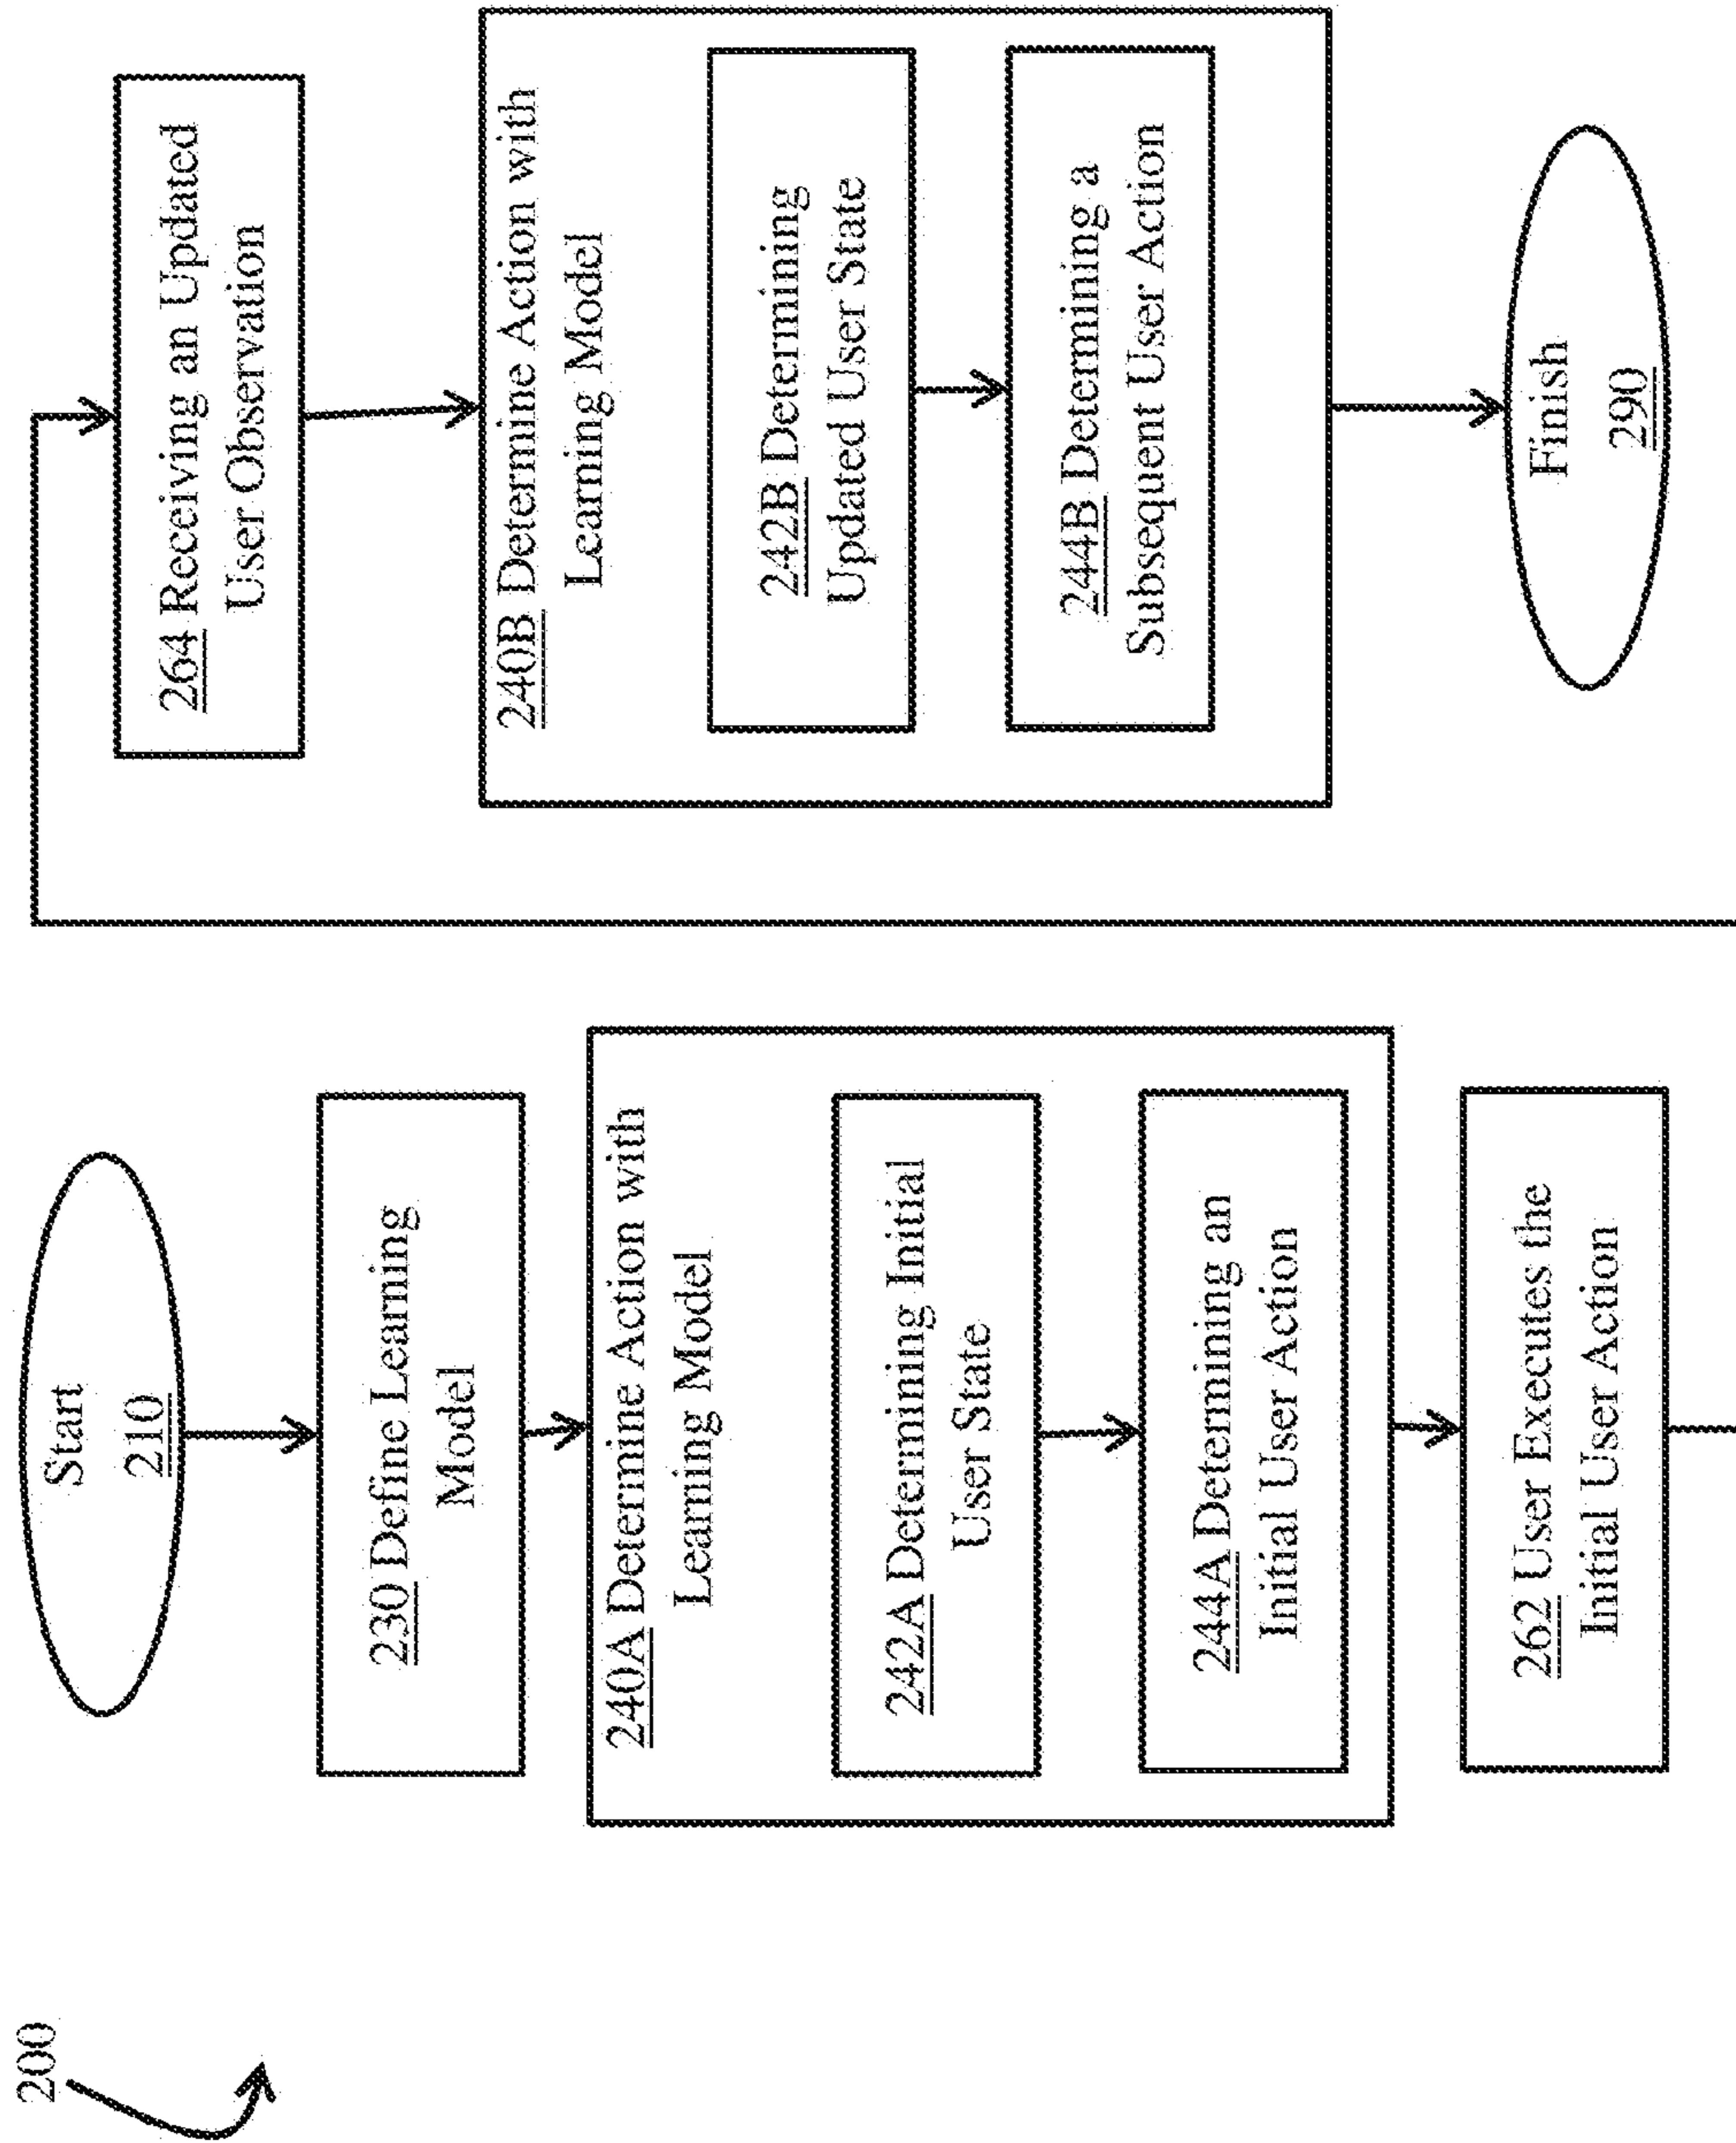 200
Start
210
230 Define Learning
Model
240A Determine Action with
Learning Model
242A Determining Initial
User State
244A Determining an
Initial User Action
262 User Executes the
Initial User Action
264 Receiving an Updated
User Observation
240B Determine Action with
Learning Model
242B Determining
Updated User State
244B Determining a
Subsequent User Action
Finish
290